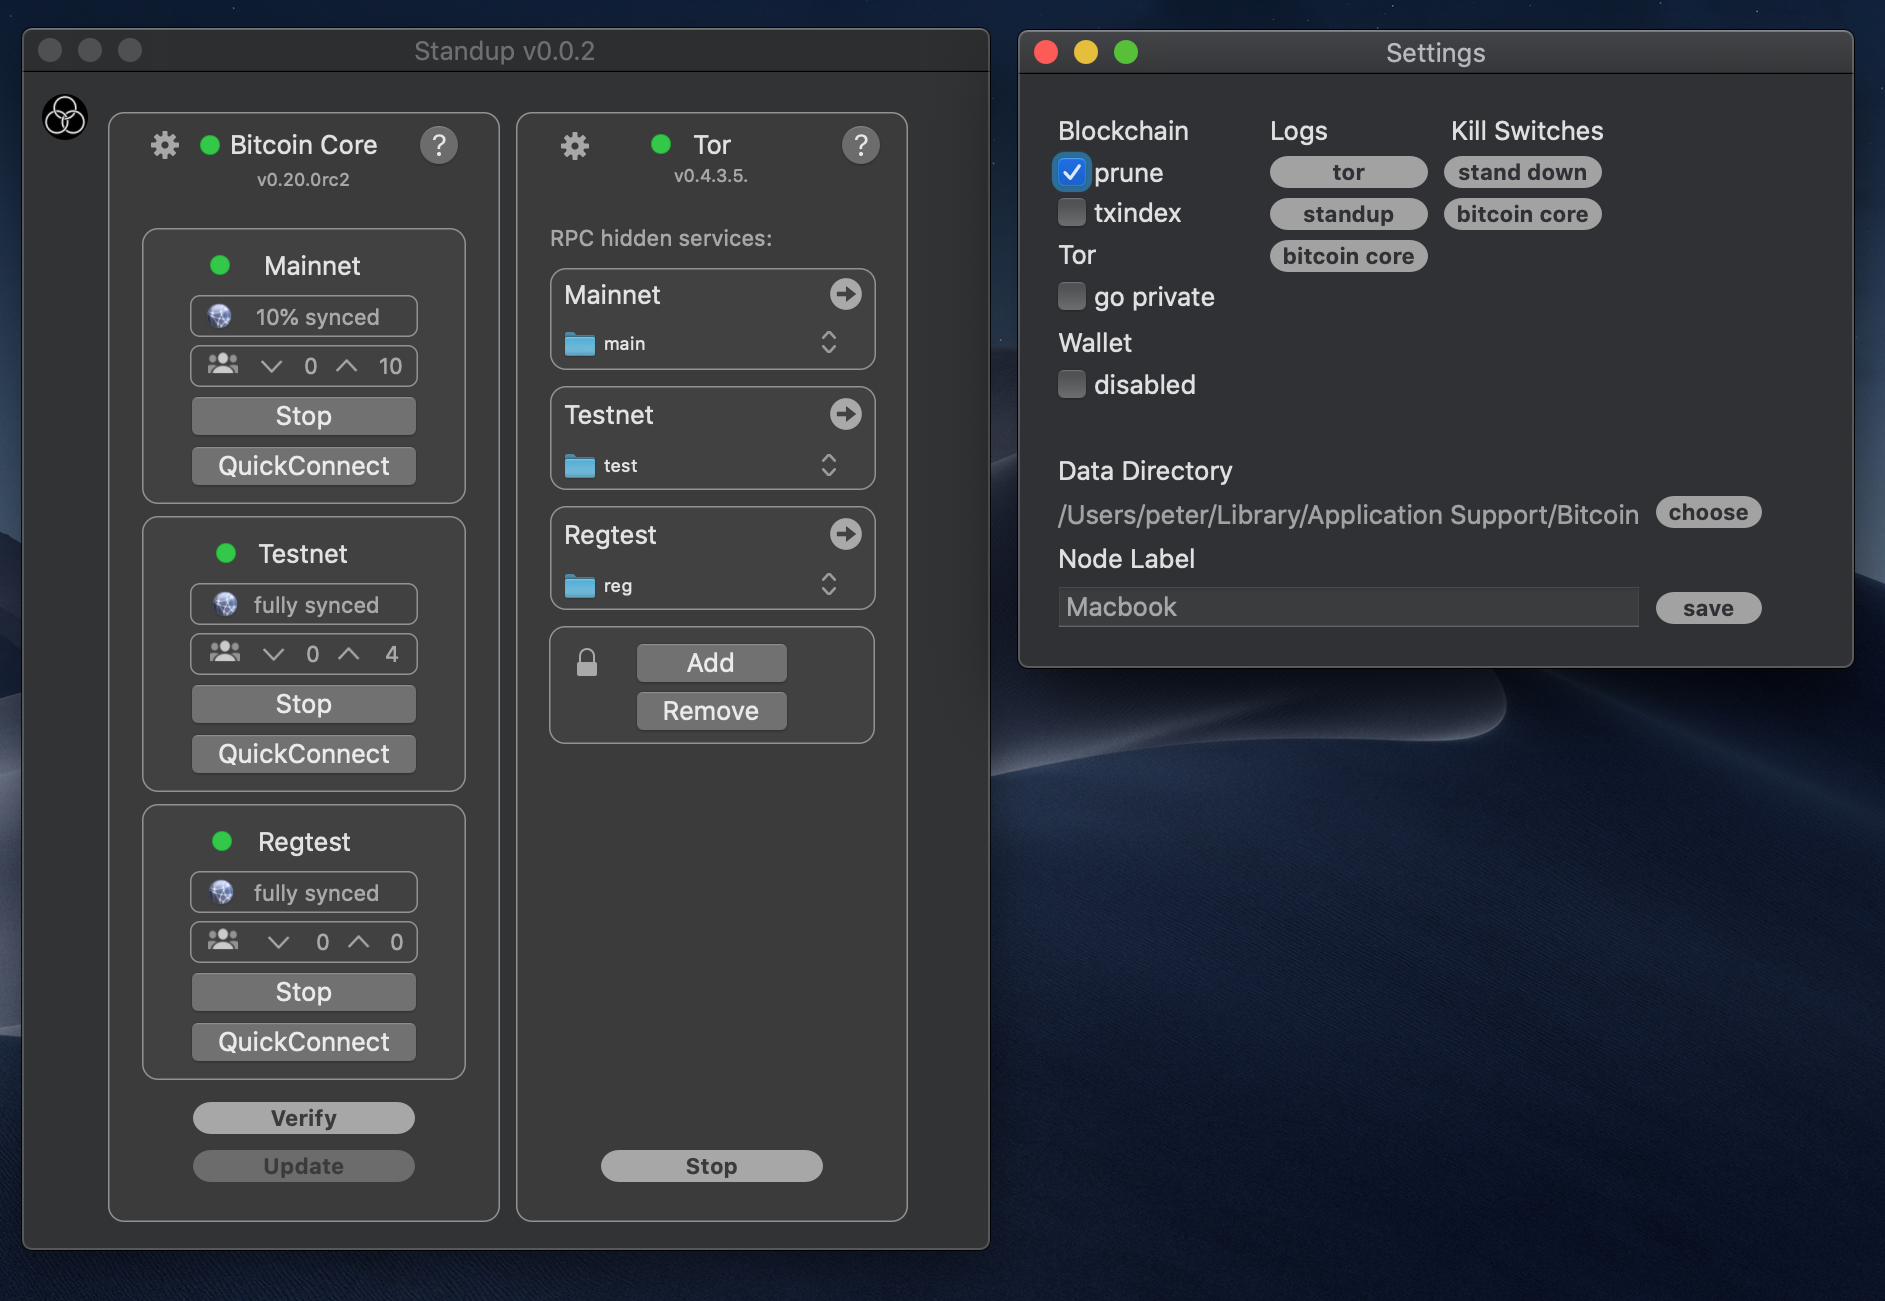 Standup v0.0.2
Bitcoin Core
?
v0.20.0rc2
Mainnet
10% synced
0 10
Stop
QuickConnect
Testnet
fully synced
0 4
Stop
QuickConnect
Regtest
fully synced
0 0
Stop
QuickConnect
Verify
Update
Tor
?
v0.4.3.5.
RPC hidden services:
Mainnet
main
Testnet
test
Regtest
reg
Add
Remove
Stop
Settings
Blockchain
prune
txindex
Tor
go private
Wallet
disabled
Logs
tor
standup
bitcoin core
Kill Switches
stand down
bitcoin core
Data Directory
/Users/peter/Library/Application Support/Bitcoin choose
Node Label
Macbook save